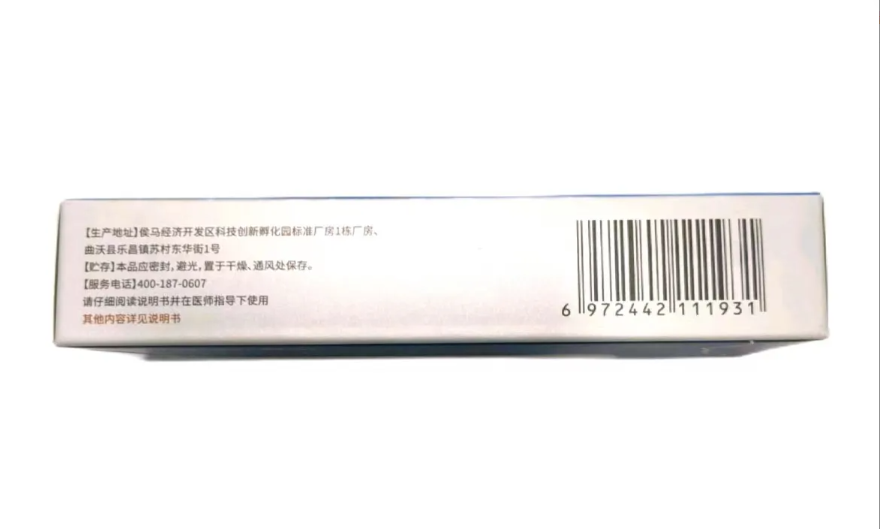 【生产地址】侯马经济开发区科技创新孵化园标准厂房1栋厂房、
曲沃县乐昌镇苏村东华街1号
【贮存】本品应密封,避光,置于干燥、通风处保存。
【服务电话】400-187-0607
请仔细阅读说明书并在医师指导下使用
其他内容详见说明书
6 972442 111931